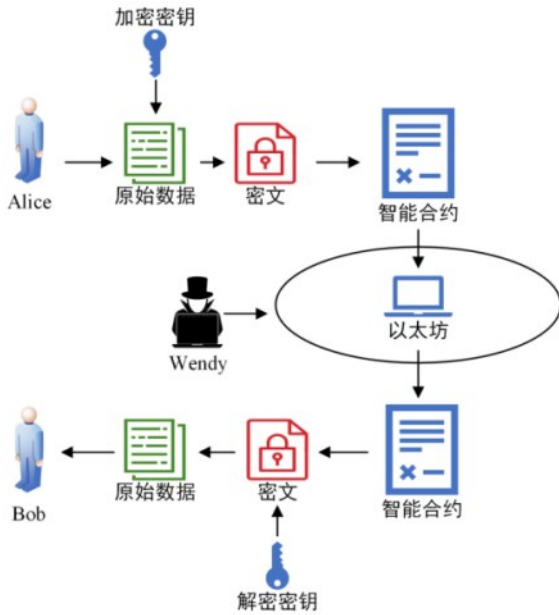 加密密钥
Alice
原始数据
密文
智能合约
Wendy
以太坊
Bob
原始数据
密文
智能合约
解密密钥